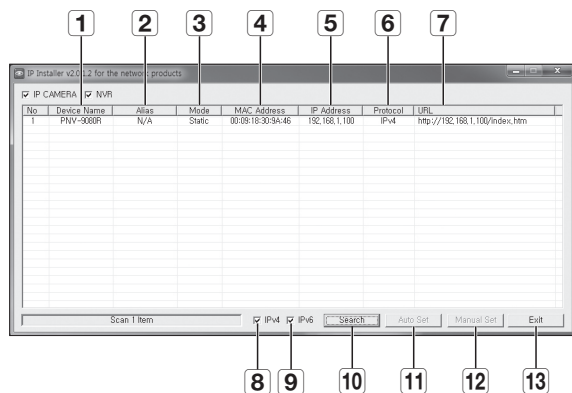 1 2 3 4 5 6 7
IP Installer v2.0.1.2 for the network products
IP CAMERA NVR
No Device Name Alias Mode MAC Address IP Address Protocol URL
1 PNV-9080R N/A Static 00:09:18:30:9A:46 192,168,1,100 IPv4 http://192,168,1,100/index,htm
Scan 1 Item IPv4 IPv6 Search Auto Set Manual Set Exit
8 9 10 11 12 13